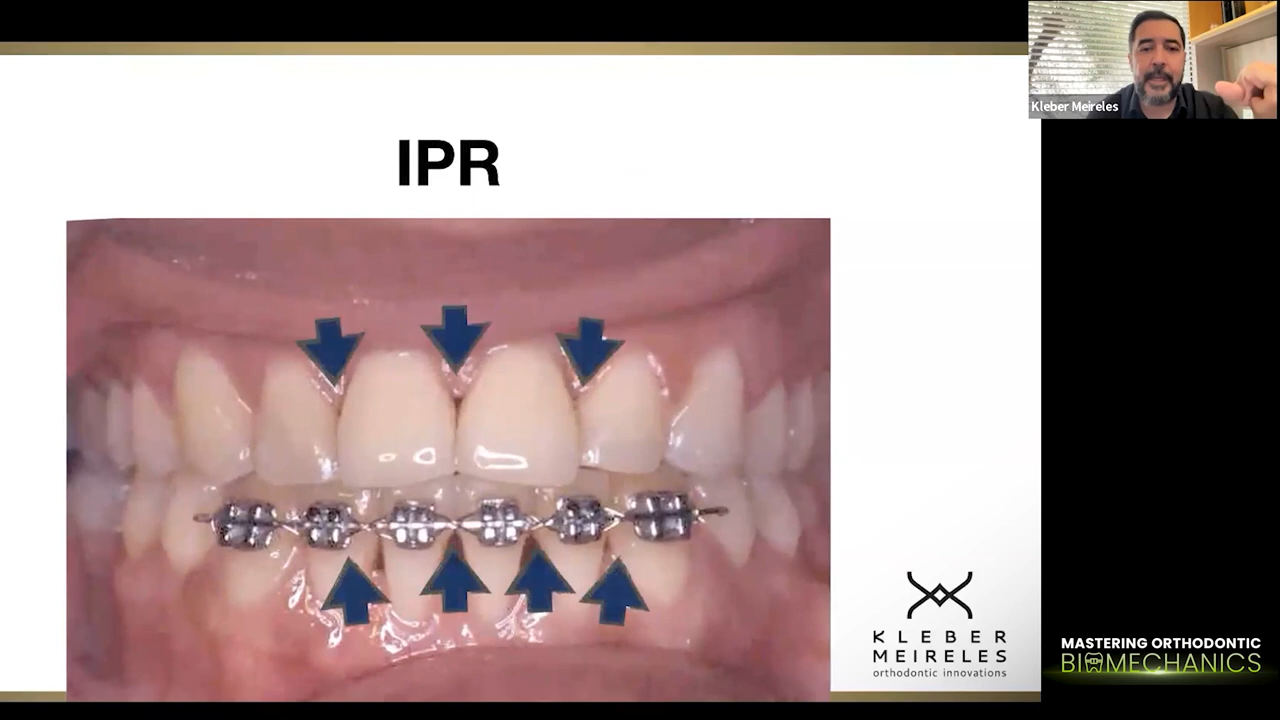 IPR
Kleber Meireles
KLEBER
MEIRELES
orthodontic innovations
MASTERING ORTHODONTIC
BIOMECHANICS